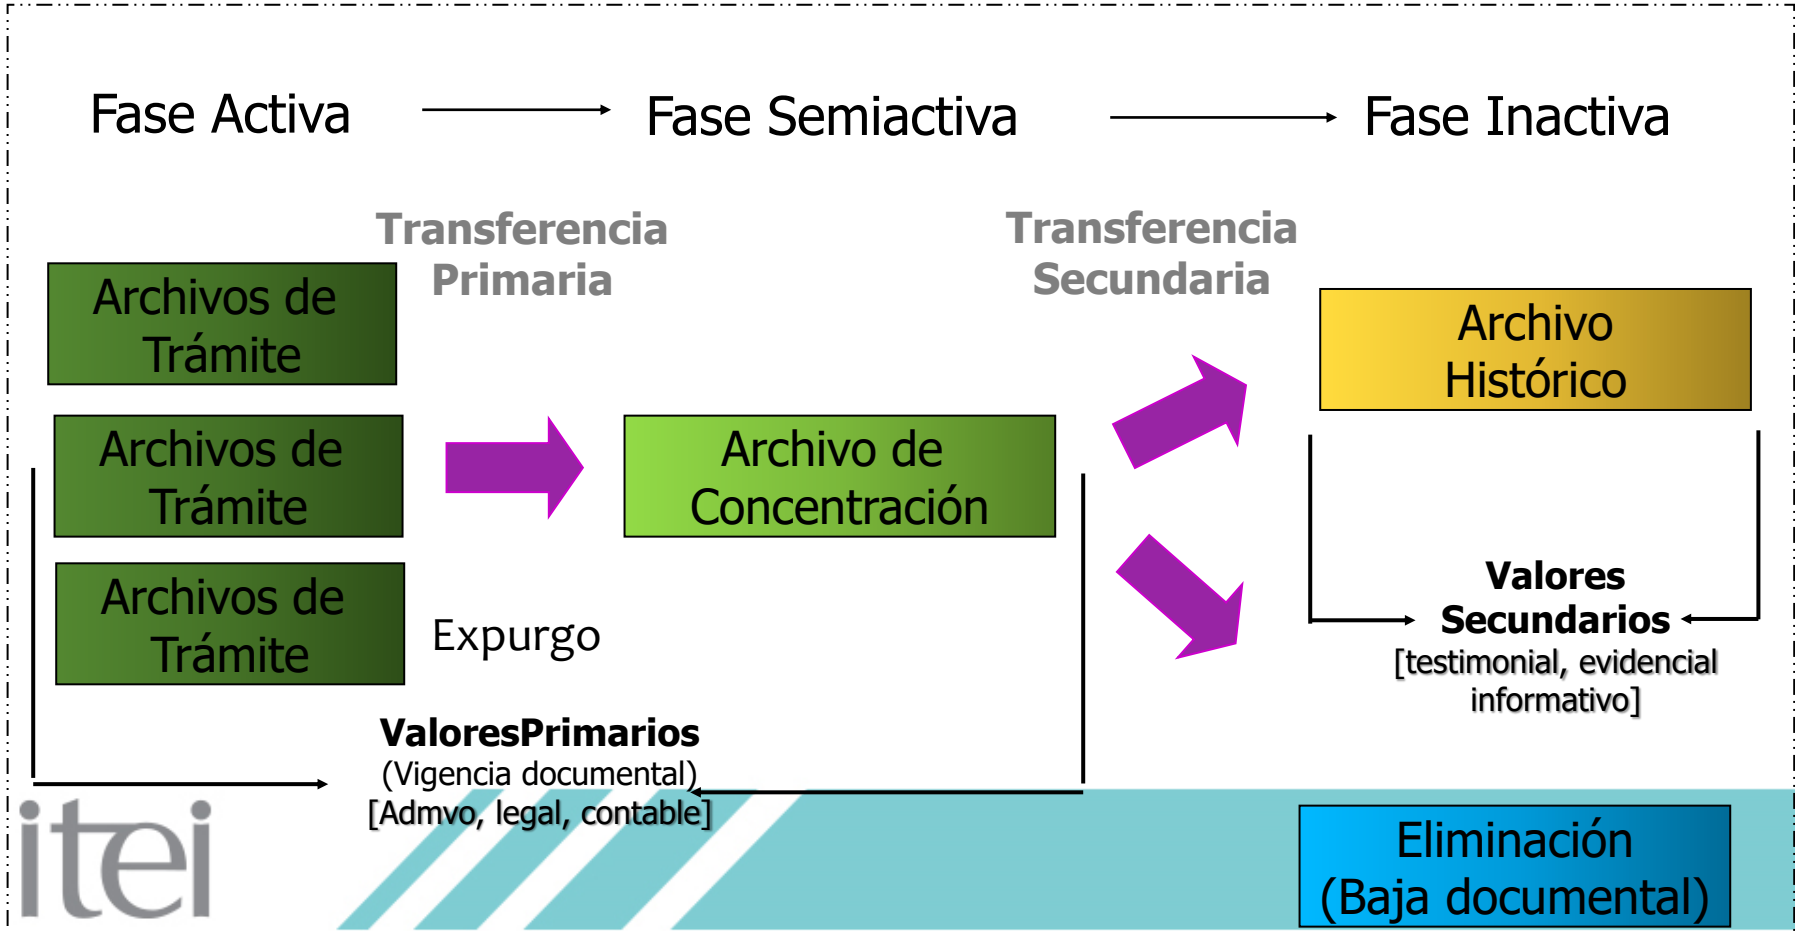 Fase Activa
Fase Semiactiva
Fase Inactiva
Transferencia
Primaria
Transferencia
Secundaria
Archivos de
Trámite
Archivos de
Trámite
Archivos de
Trámite
Expurgo
Archivo de
Concentración
Archivo
Histórico
Valores
Secundarios
[testimonial, evidencial
informativo]
ValoresPrimarios
(Vigencia documental)
[Admvo, legal, contable]
itei
Eliminación
(Baja documental)